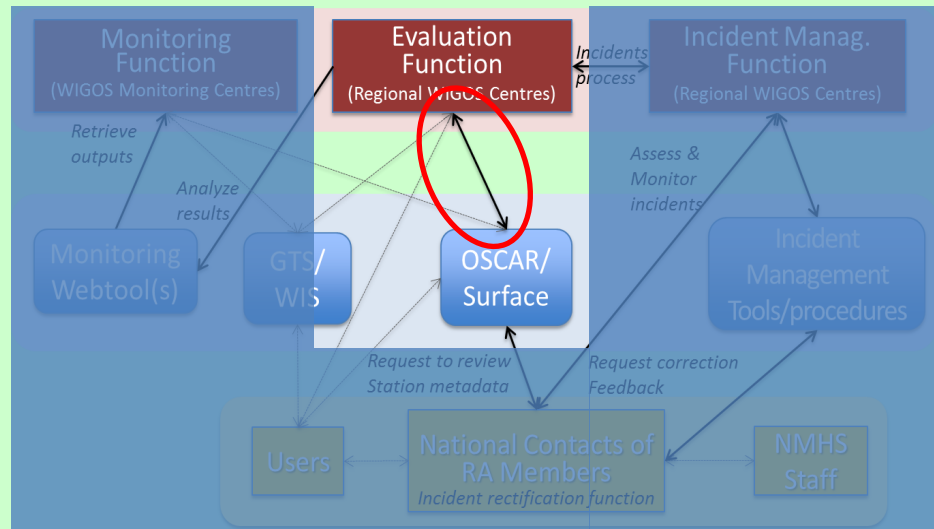 Monitoring
Function
(WIGOS Monitoring Centres)
Evaluation
Function
(Regional WIGOS Centres)
Incidents
process
Incident Manag.
Function
(Regional WIGOS Centres)
Retrieve
outputs
Analyze
results
Assess &
Monitor
incidents
Monitoring
Webtool(s)
GTS/
WIS
OSCAR/
Surface
Incident
Management
Tools/procedures
Request to review
Station metadata
Request correction
Feedback
Users
National Contacts of
RA Members
Incident rectification function
NMHS
Staff